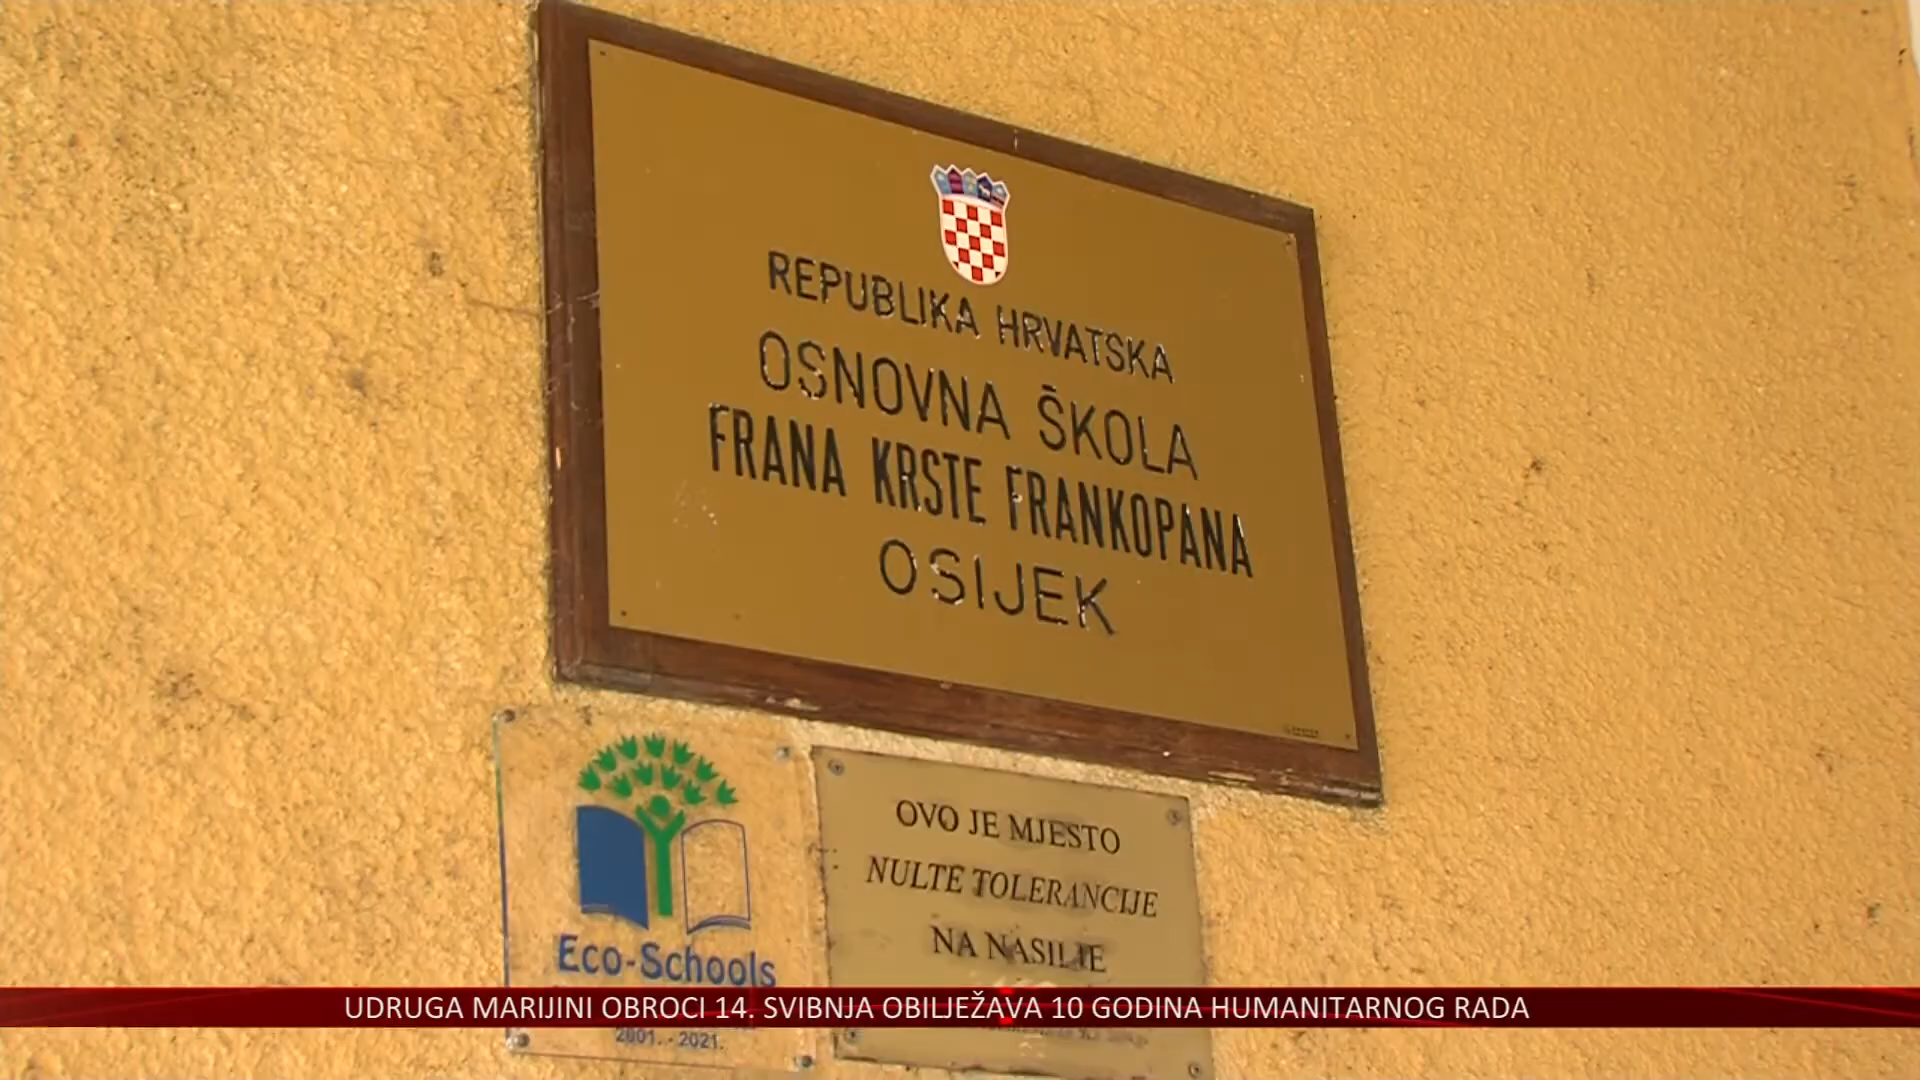 REPUBLIKA HRVATSKA
OSNOVNA ŠKOLA
FRANA KRSTE FRANKOPANA
OSIJEK
Eco-Schools
2001. - 2021.
OVO JE MJESTO
NULTE TOLERANCIJE
NA NASILJE
UDRUGA MARIJINI OBROCI 14. SVIBNJA OBILJEŽAVA 10 GODINA HUMANITARNOG RADA